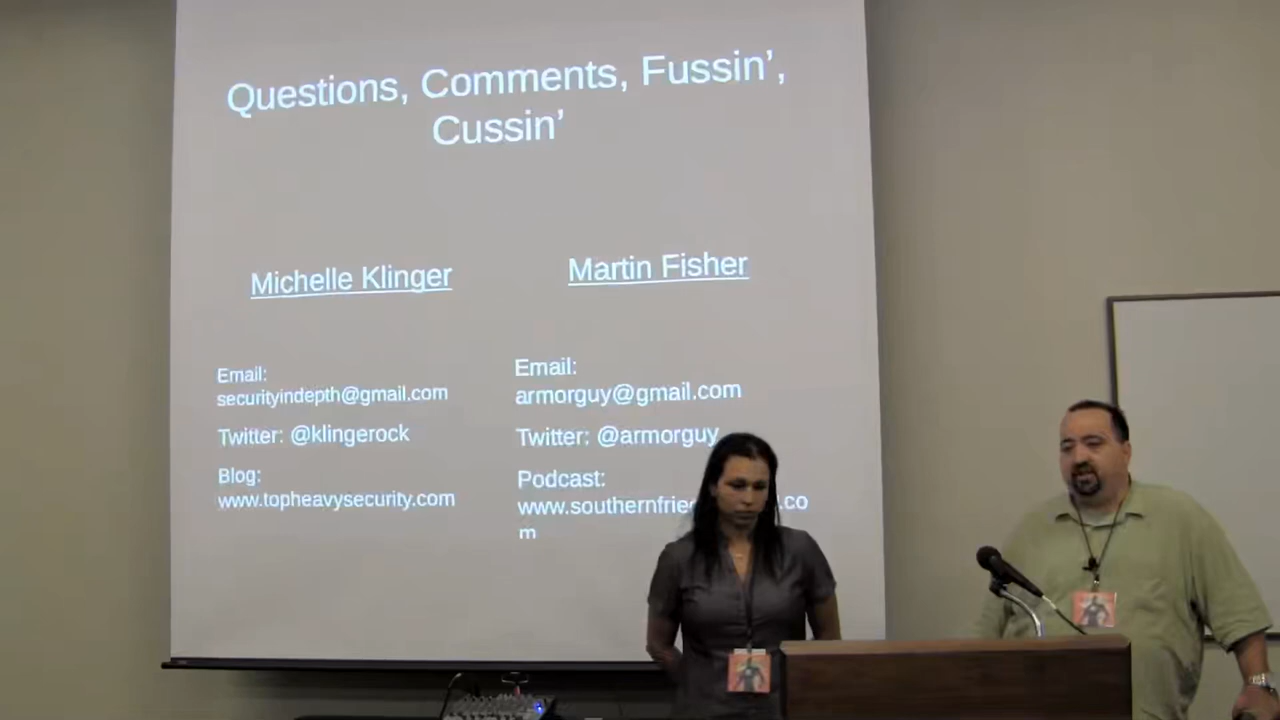 Questions, Comments, Fussin’,
Cussin’
Michelle Klinger
Email:
securityindepth@gmail.com
Twitter: @klingerock
Blog:
www.topheavysecurity.com
Martin Fisher
Email:
armorguy@gmail.com
Twitter: @armorguy
Podcast: